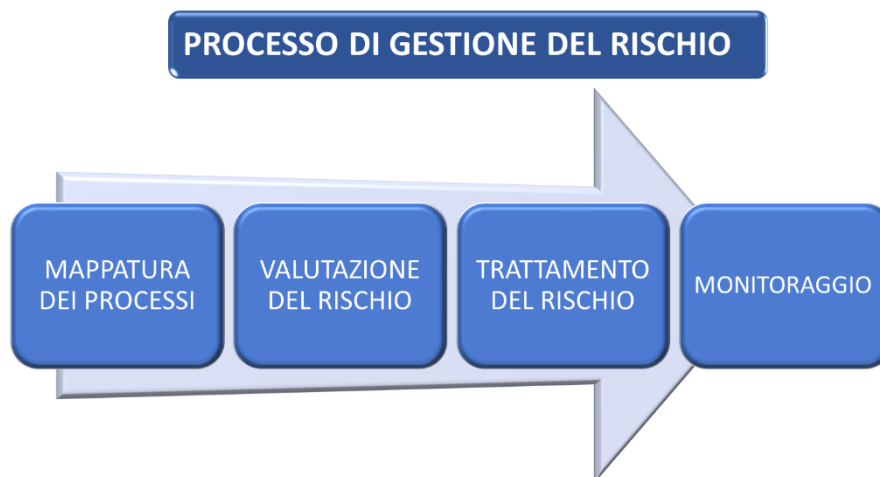 PROCESSO DI GESTIONE DEL RISCHIO
MAPPATURA
DEI PROCESSI
VALUTAZIONE
DEL RISCHIO
TRATTAMENTO
DEL RISCHIO
MONITORAGGIO